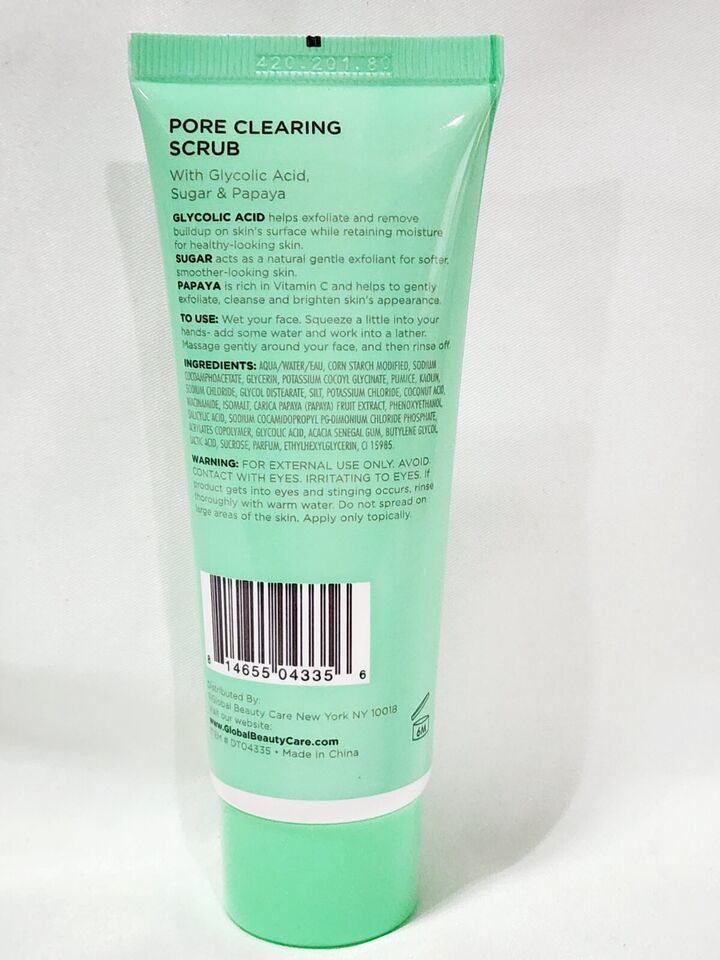 420.201.80
PORE CLEARING
SCRUB
With Glycolic Acid,
Sugar & Papaya
GLYCOLIC ACID helps exfoliate and remove
buildup on skin's surface while retaining moisture
for healthy-looking skin.
SUGAR acts as a natural gentle exfoliant for softer,
smoother-looking skin.
PAPAYA is rich in Vitamin C and helps to gently
exfoliate, cleanse and brighten skin's appearance.
TO USE: Wet your face. Squeeze a little into your
hands- add some water and work into a lather.
Massage gently around your face, and then rinse off.
INGREDIENTS: AQUA/WATER/EAU, CORN STARCH MODIFIED, SODIUM
COCOAMPHOACETATE, GLYCERIN, POTASSIUM COCOYL GLYCINATE, PUMICE, KAOLIN,
SODIUM CHLORIDE, GLYCOL DISTEARATE, SILT, POTASSIUM CHLORIDE, COCONUT ACID,
NIACINAMIDE, ISOMALT, CARICA PAPAYA (PAPAYA) FRUIT EXTRACT, PHENOXYETHANOL,
SALICYLIC ACID, SODIUM COCAMIDOPROPYL PG-DIMONIUM CHLORIDE PHOSPHATE,
ACRYLATES COPOLYMER, GLYCOLIC ACID, ACACIA SENEGAL GUM, BUTYLENE GLYCOL,
LACTIC ACID, SUCROSE, PARFUM, ETHYLHEXYLGLYCERIN, CI 15985.
WARNING: FOR EXTERNAL USE ONLY. AVOID
CONTACT WITH EYES. IRRITATING TO EYES. If
product gets into eyes and stinging occurs, rinse
thoroughly with warm water. Do not spread on
large areas of the skin. Apply only topically.
8 14655 04335 6
Distributed By:
©Global Beauty Care New York NY 10018
Visit our website:
www.GlobalBeautyCare.com
ITEM # DT04335 • Made in China
6M